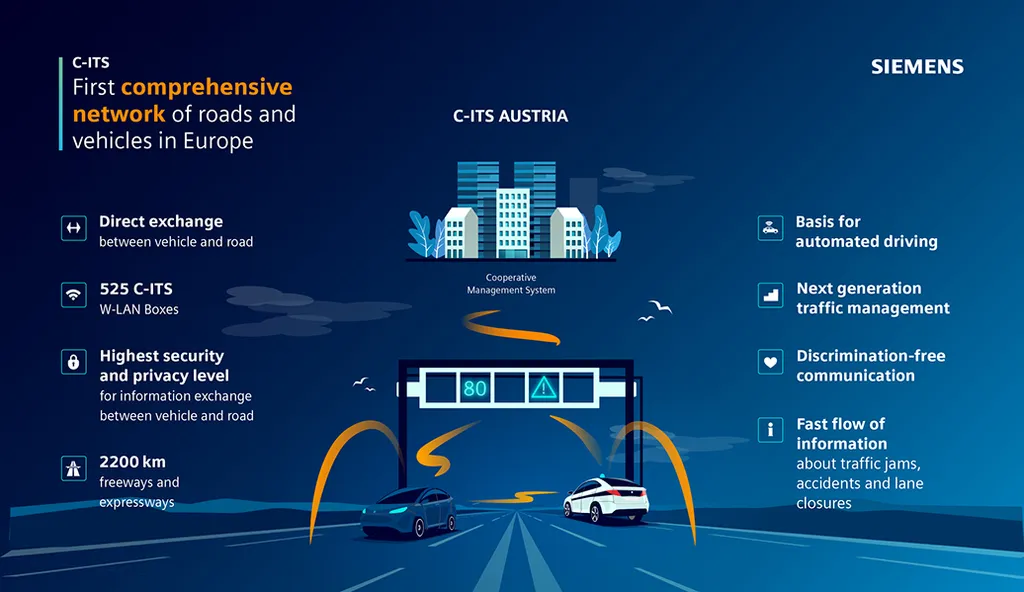 C-ITS
First comprehensive
network of roads and
vehicles in Europe
SIEMENS
C-ITS AUSTRIA
Direct exchange
between vehicle and road
525 C-ITS
W-LAN Boxes
Highest security
and privacy level
for information exchange
between vehicle and road
2200 km
freeways and
expressways
Cooperative
Management System
80
Basis for
automated driving
Next generation
traffic management
Discrimination-free
communication
Fast flow of
information
about traffic jams,
accidents and lane
closures